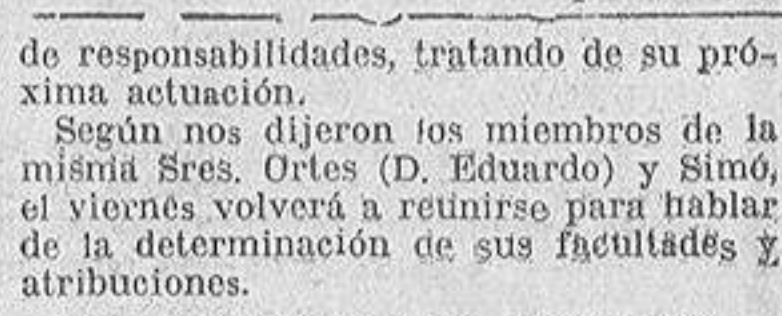 de responsabilidades, tratando de su pró-
xima actuación.
Según nos dijeron los miembros de la
misma Sres. Ortes (D. Eduardo) y Simó,
el viernes volverá a reunirse para hablar
de la determinación de sus facultades y
atribuciones.